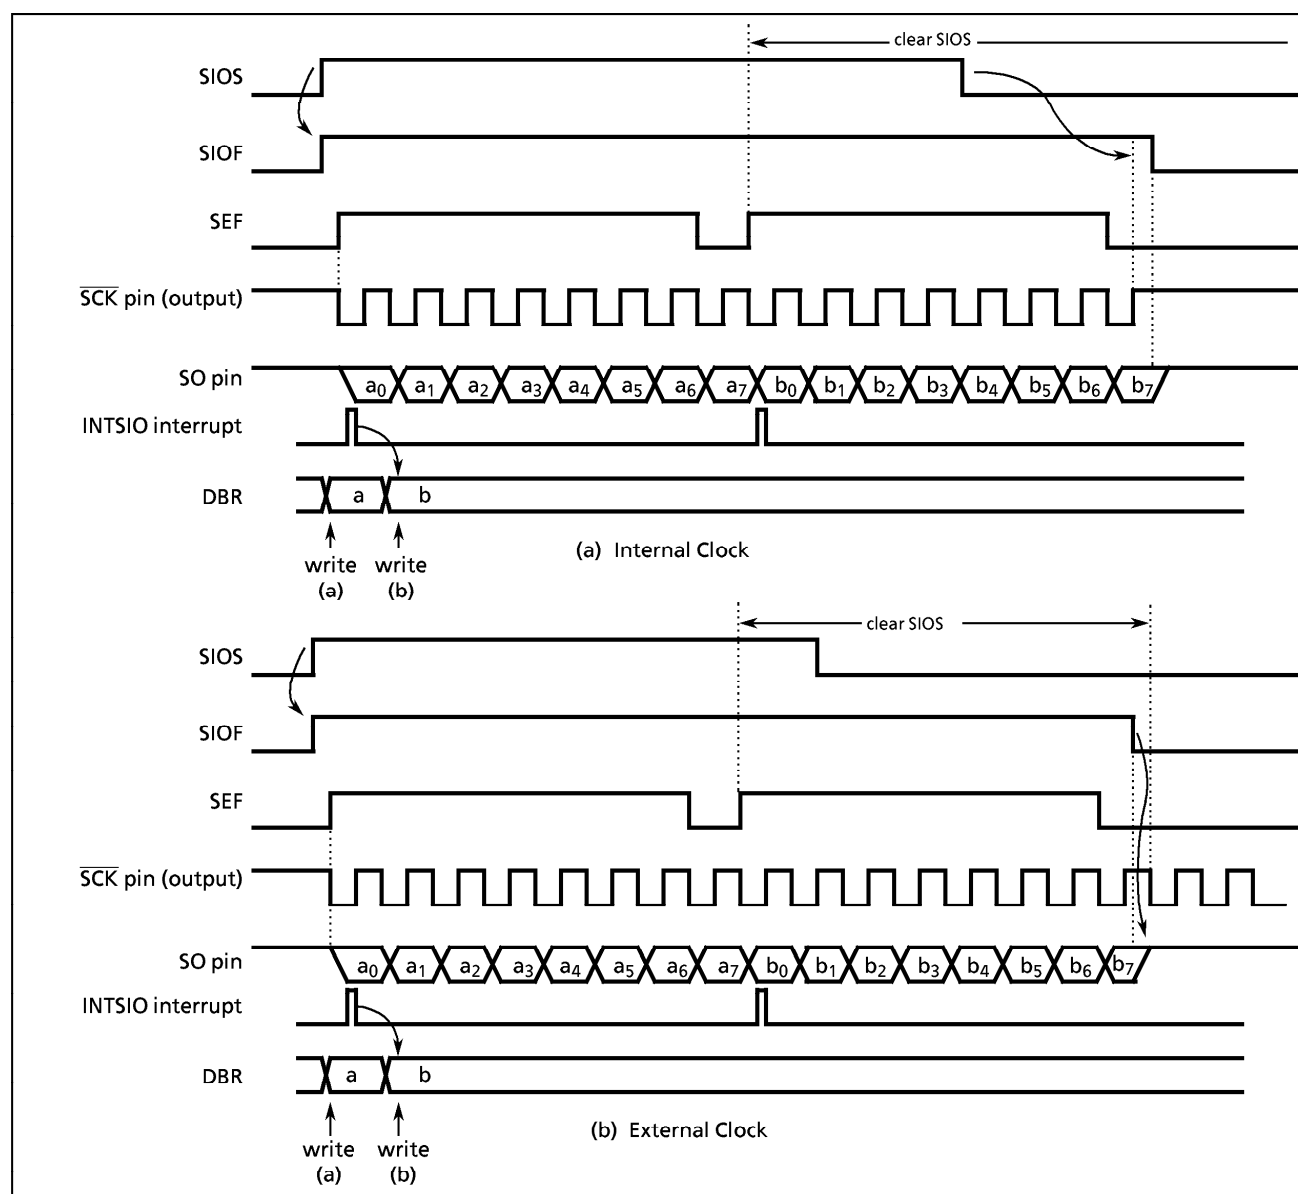 clear SIOS
SIOS
SIOF
SEF
SCK pin (output)
SO pin a0 a1 a2 a3 a4 a5 a6 a7 b0 b1 b2 b3 b4 b5 b6 b7
INTSIO interrupt
DBR a b
write (a) write (b)
(a) Internal Clock
clear SIOS
SIOS
SIOF
SEF
SCK pin (output)
SO pin a0 a1 a2 a3 a4 a5 a6 a7 b0 b1 b2 b3 b4 b5 b6 b7
INTSIO interrupt
DBR a b
(b) External Clock
write (a) write (b)